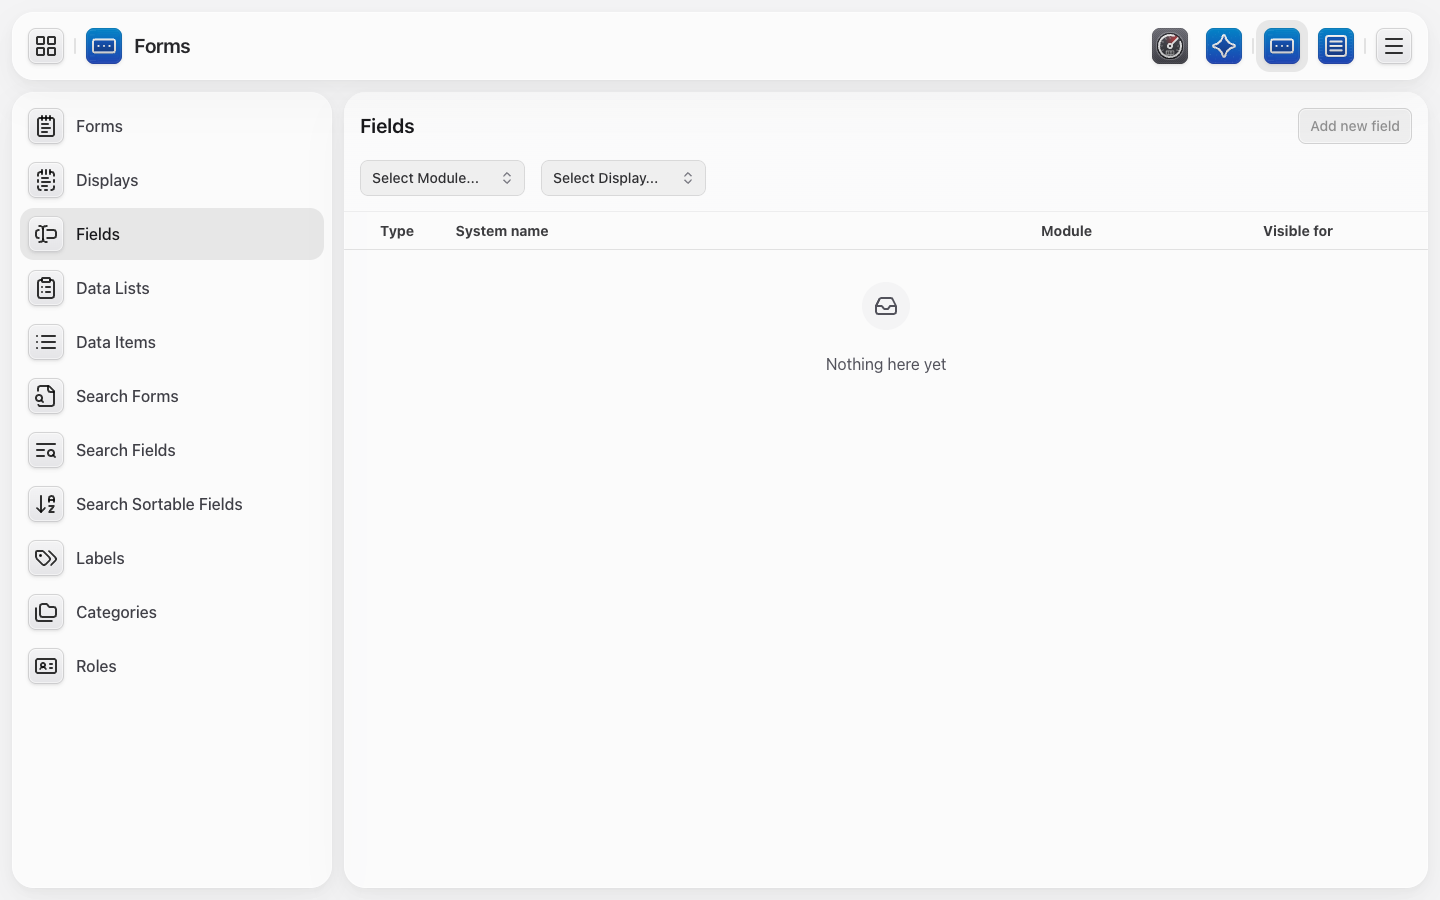 Forms
Forms
Displays
Fields
Data Lists
Data Items
Search Forms
Search Fields
Search Sortable Fields
Labels
Categories
Roles
Fields
Add new field
Select Module...
Select Display...
Type System name Module Visible for
Nothing here yet